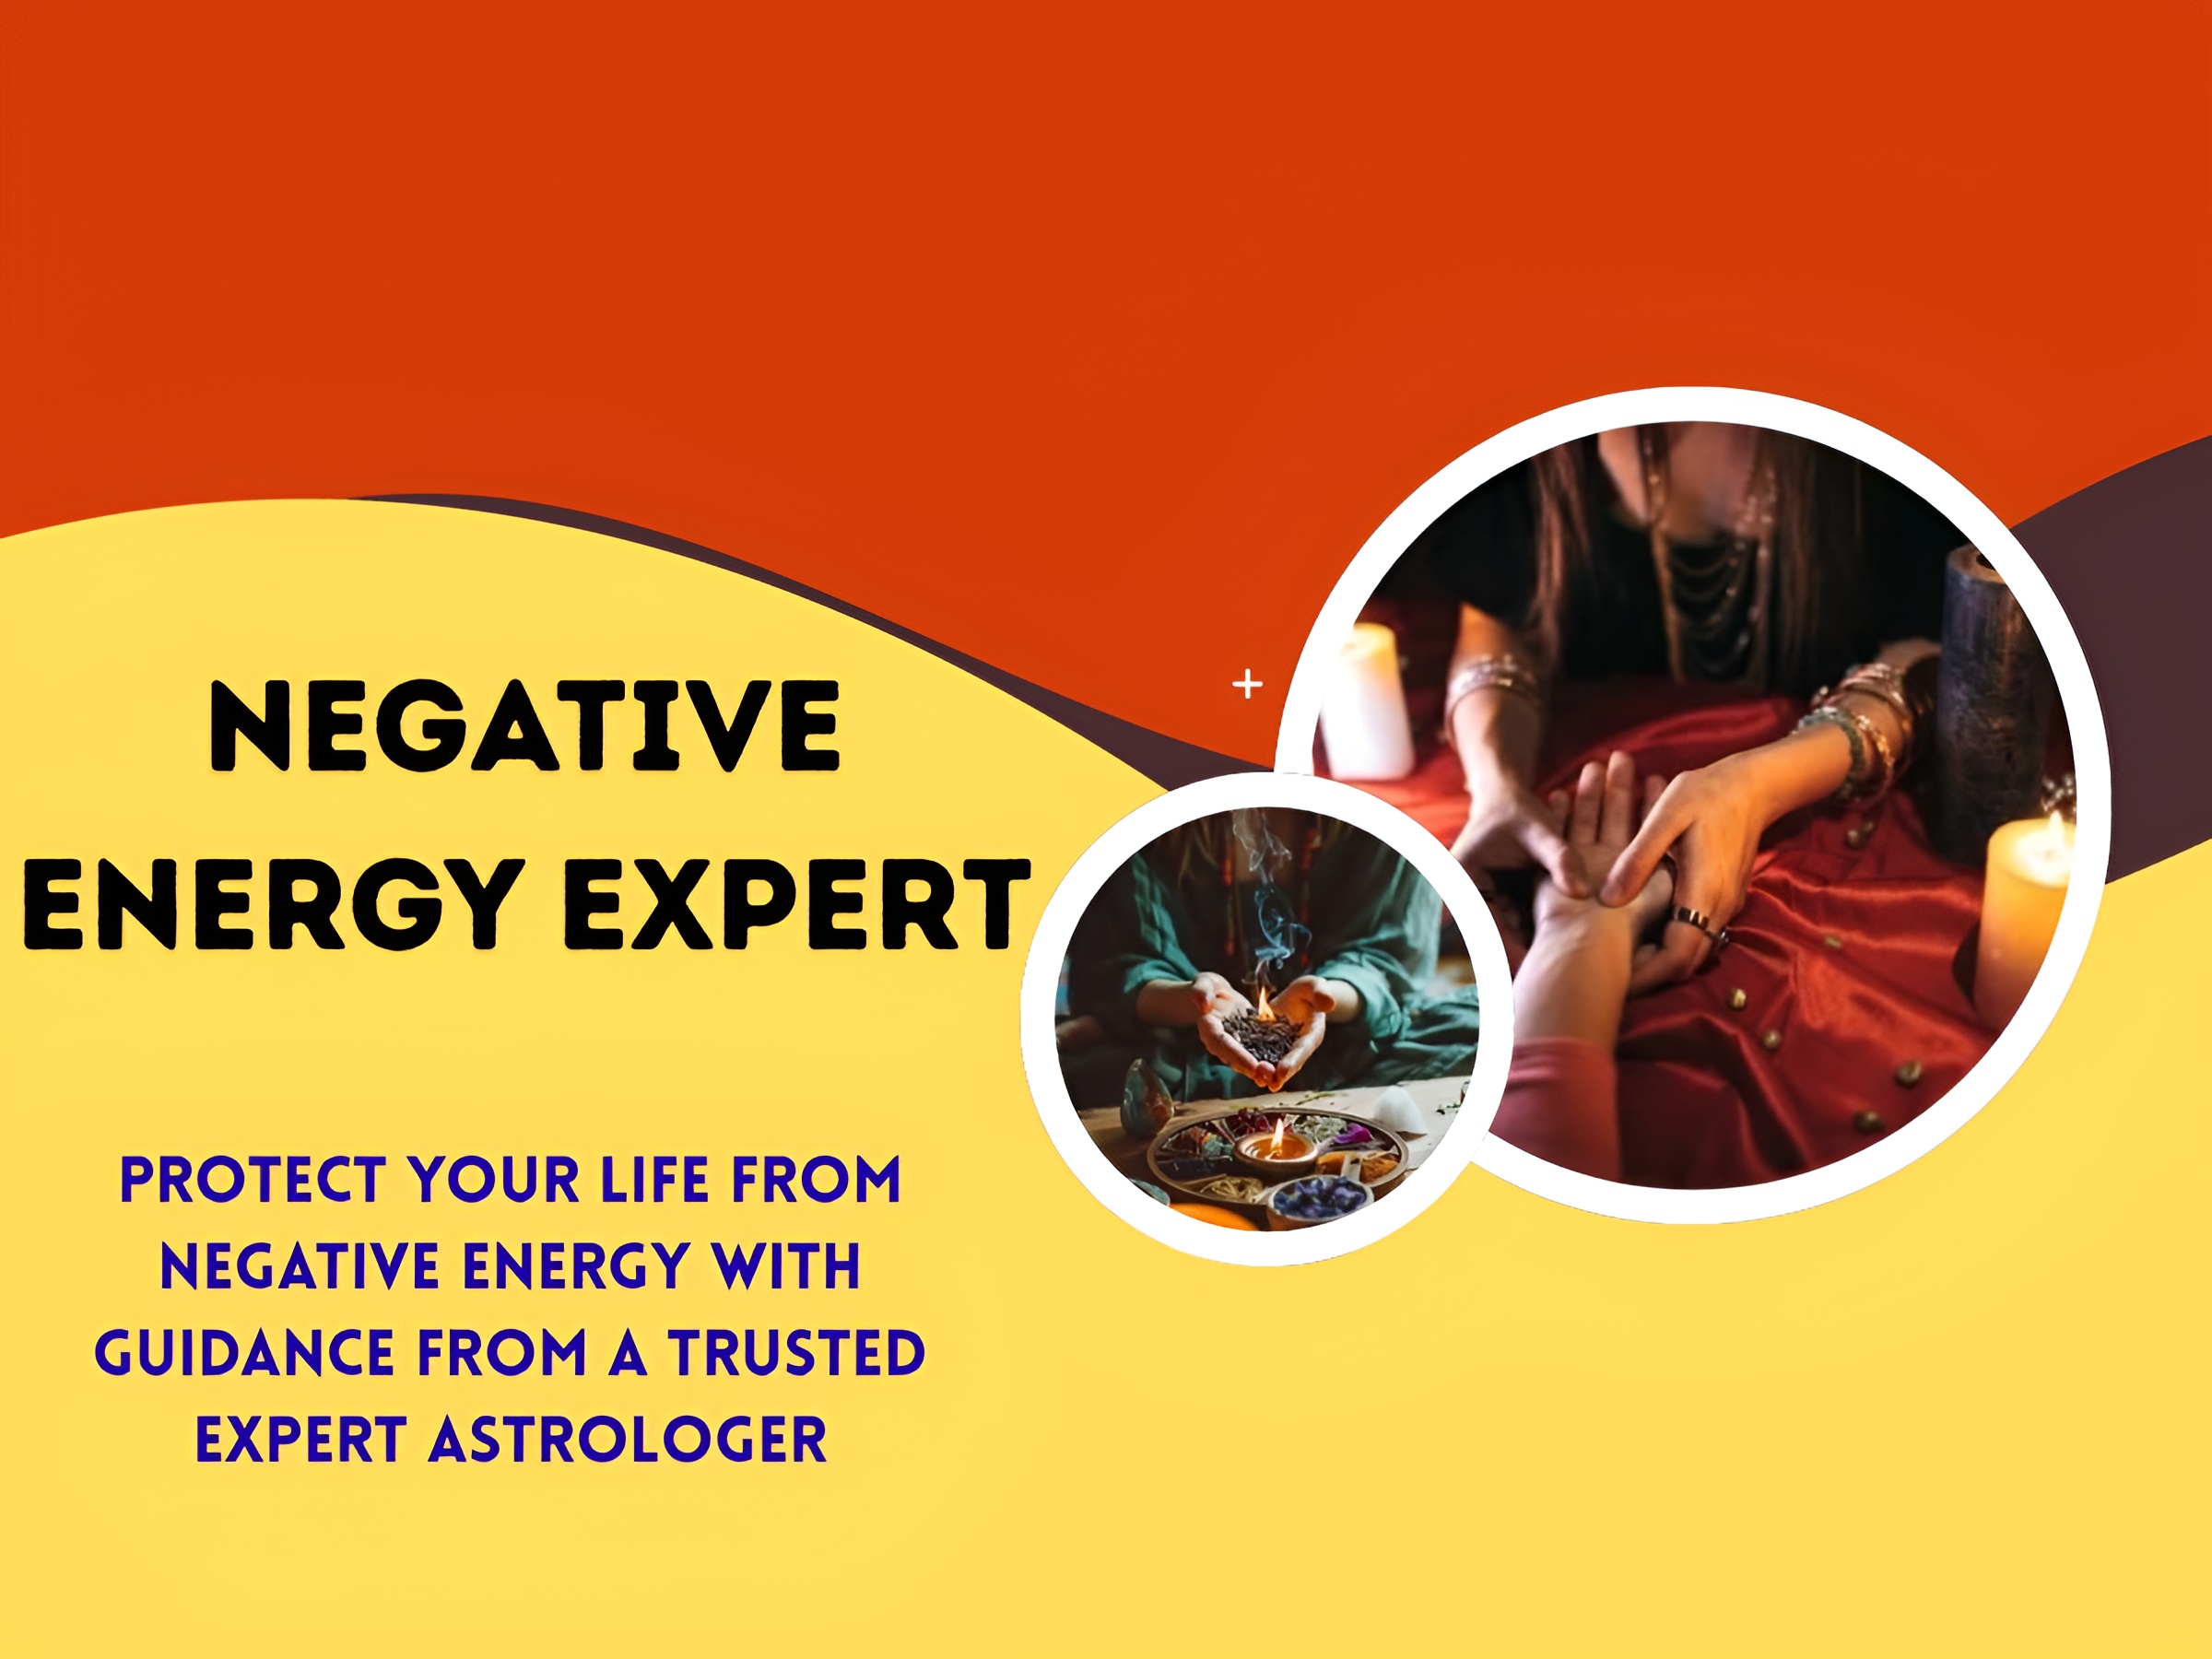 NEGATIVE
ENERGY EXPERT
PROTECT YOUR LIFE FROM
NEGATIVE ENERGY WITH
GUIDANCE FROM A TRUSTED
EXPERT ASTROLOGER